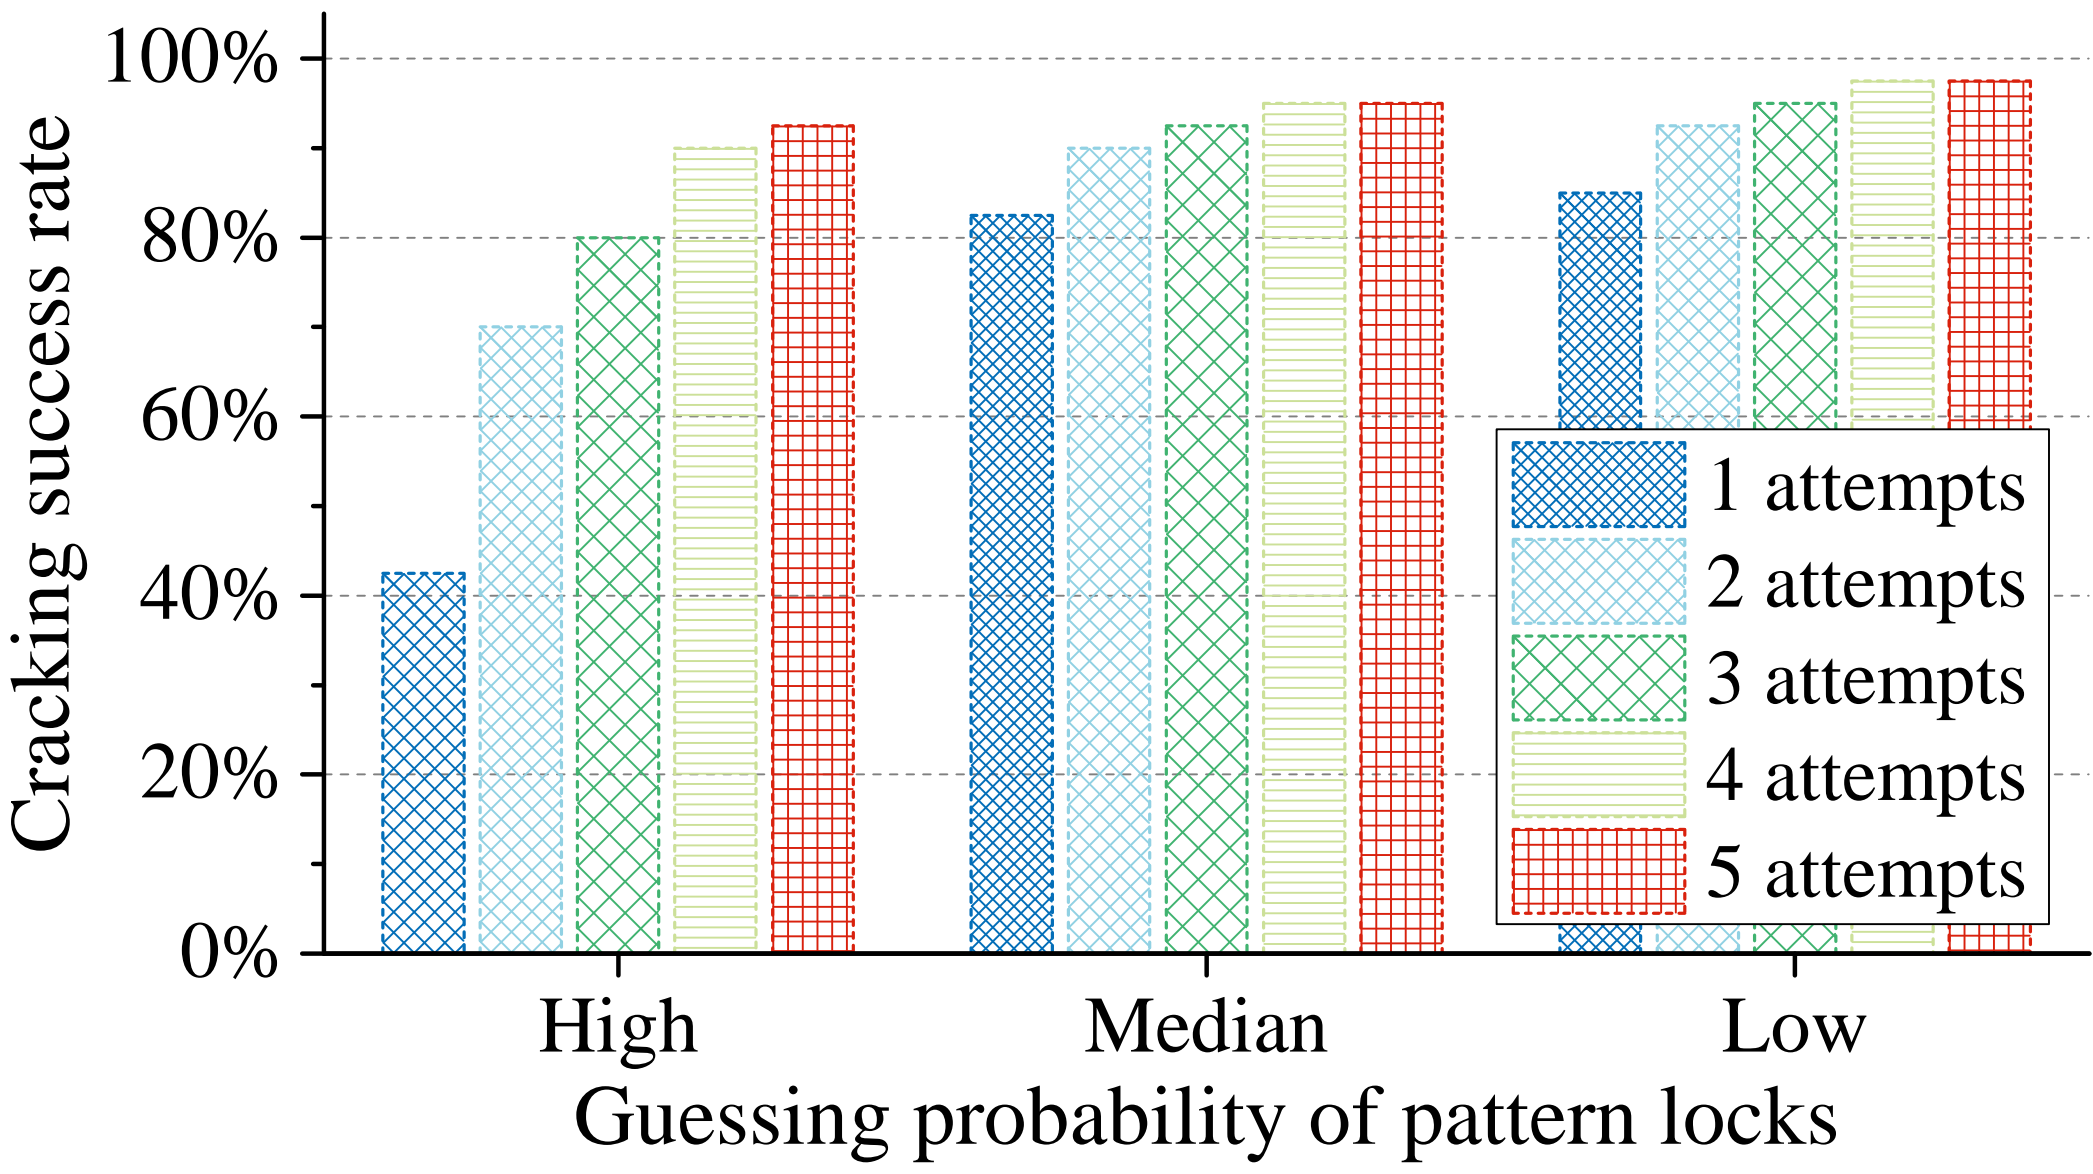 Cracking success rate
100%
80%
60%
40%
20%
0%
1 attempts
2 attempts
3 attempts
4 attempts
5 attempts
High Median Low
Guessing probability of pattern locks